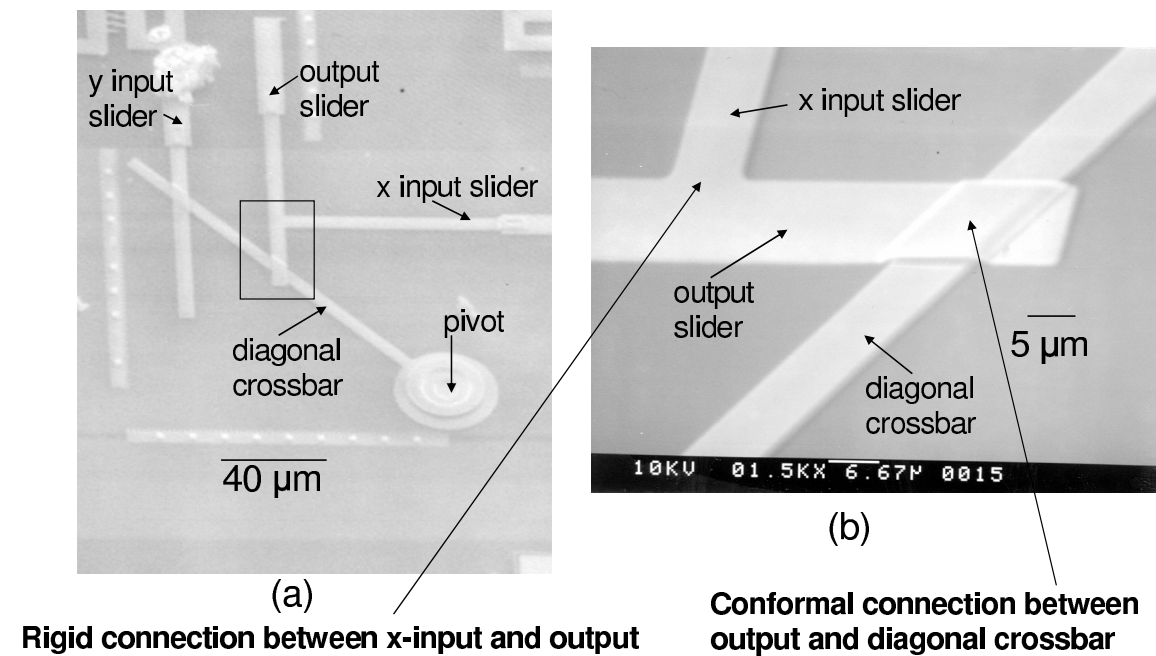 y input
slider
output
slider
x input slider
diagonal
crossbar
pivot
40 µm
(a)
x input slider
output
slider
diagonal
crossbar
5 µm
10KV 01.5KX 6.67µ 0015
(b)
Rigid connection between x-input and output
Conformal connection between
output and diagonal crossbar